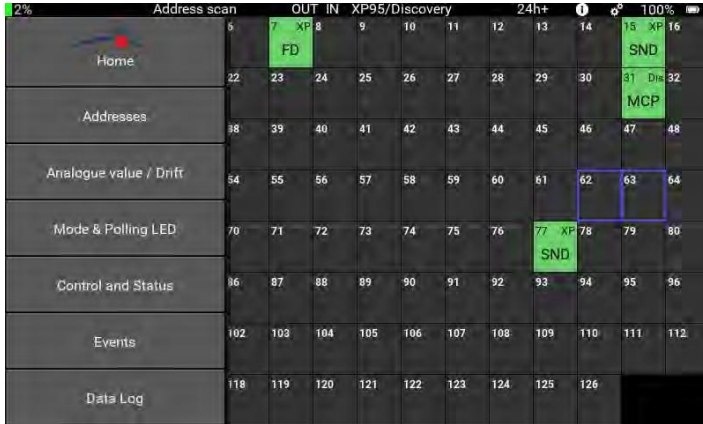 2% Address scan OUT IN XP95/Discovery 24h+ i 100%
Home
Addresses
Analogue value / Drift
Mode & Polling LED
Control and Status
Events
Data Log
6 7 XP 8 9 10 11 12 13 14 15 XP 16
FD SND
22 23 24 25 26 27 28 29 30 31 Dis 32
MCP
38 39 40 41 42 43 44 45 46 47 48
54 55 56 57 58 59 60 61 62 63 64
70 71 72 73 74 75 76 77 XP 78 79 80
SND
86 87 88 89 90 91 92 93 94 95 96
102 103 104 105 106 107 108 109 110 111 112
118 119 120 121 122 123 124 125 126